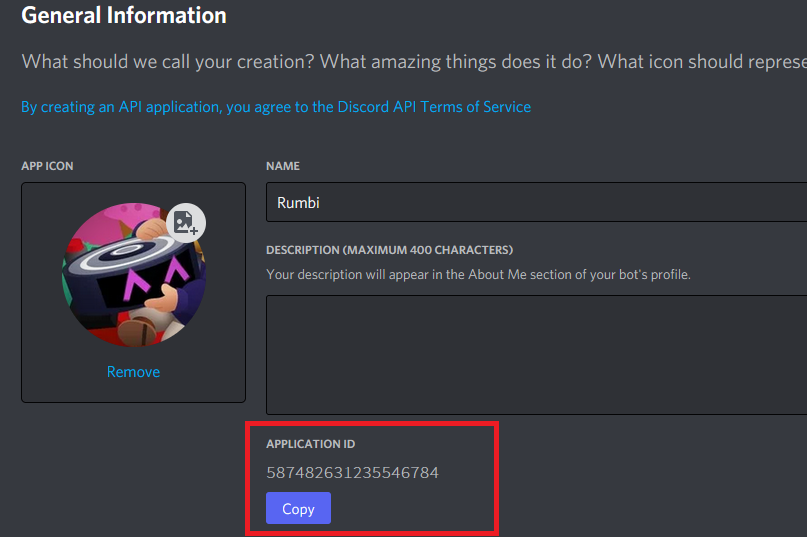 General Information
What should we call your creation? What amazing things does it do? What icon should represe
By creating an API application, you agree to the Discord API Terms of Service
APP ICON
Remove
NAME
Rumbi
DESCRIPTION (MAXIMUM 400 CHARACTERS)
Your description will appear in the About Me section of your bot's profile.
APPLICATION ID
587482631235546784
Copy